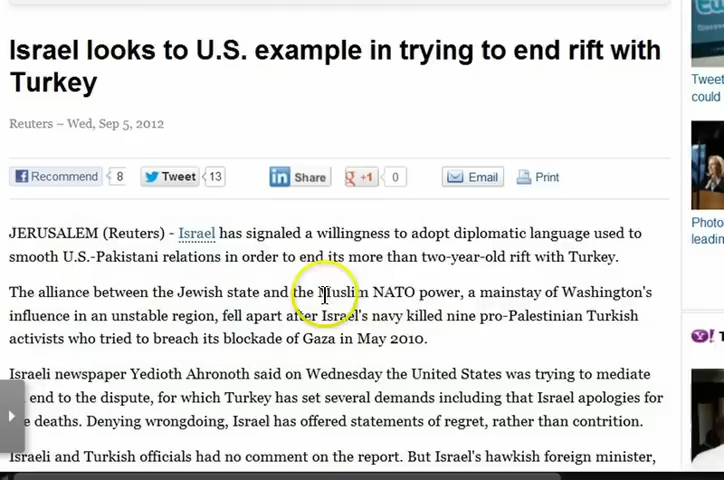 Israel looks to U.S. example in trying to end rift with
Turkey
Reuters – Wed, Sep 5, 2012
Recommend 8 Tweet 13 in Share g +1 0 Email Print
JERUSALEM (Reuters) - Israel has signaled a willingness to adopt diplomatic language used to
smooth U.S.-Pakistani relations in order to end its more than two-year-old rift with Turkey.
The alliance between the Jewish state and the Muslim NATO power, a mainstay of Washington's
influence in an unstable region, fell apart after Israel's navy killed nine pro-Palestinian Turkish
activists who tried to breach its blockade of Gaza in May 2010.
Israeli newspaper Yedioth Ahronoth said on Wednesday the United States was trying to mediate
end to the dispute, for which Turkey has set several demands including that Israel apologies for
deaths. Denying wrongdoing, Israel has offered statements of regret, rather than contrition.
Israeli and Turkish officials had no comment on the report. But Israel's hawkish foreign minister,
Tweet
could
Photo
leadin
Y!